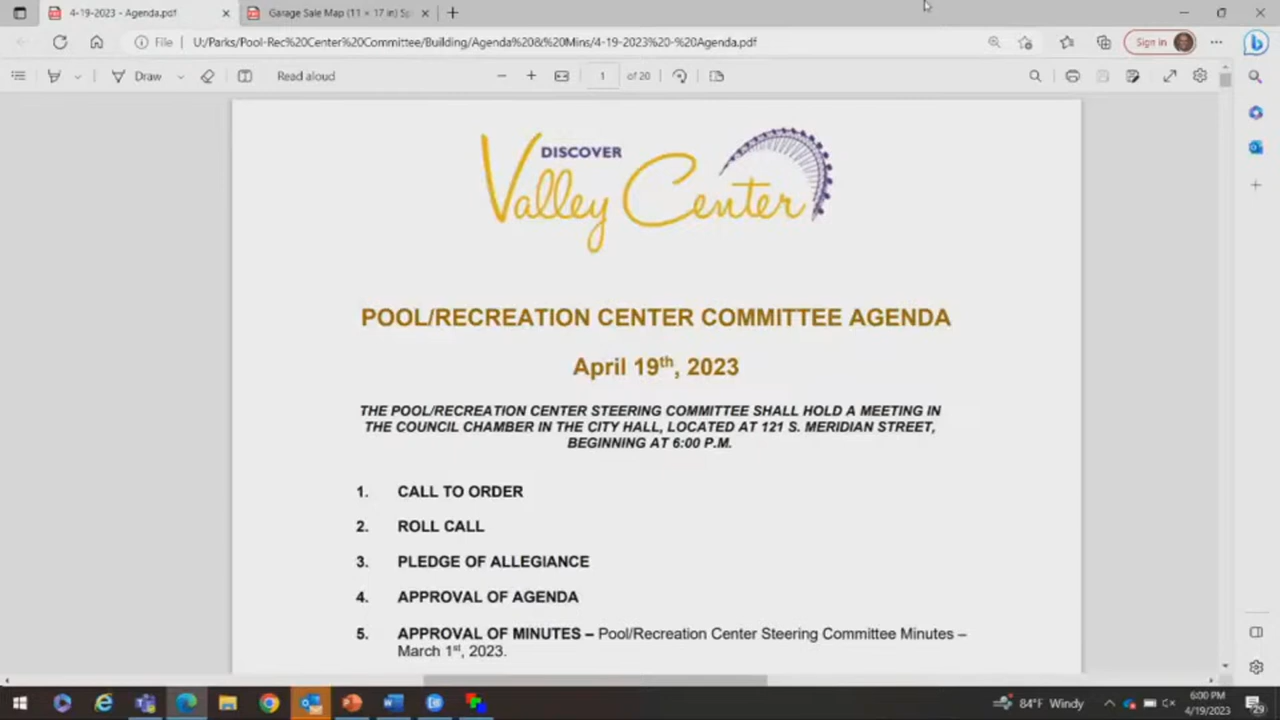 4-19-2023 - Agenda.pdf
Garage Sale Map (11 × 17 in) Sp
File
U:/Parks/Pool-Rec%20Center%20Committee/Building/Agenda%20&%20Mins/4-19-2023%20-%20Agenda.pdf
Sign in
Draw
Read aloud
1 of 20
DISCOVER
Valley Center
POOL/RECREATION CENTER COMMITTEE AGENDA
April 19th, 2023
THE POOL/RECREATION CENTER STEERING COMMITTEE SHALL HOLD A MEETING IN
THE COUNCIL CHAMBER IN THE CITY HALL, LOCATED AT 121 S. MERIDIAN STREET,
BEGINNING AT 6:00 P.M.
1. CALL TO ORDER
2. ROLL CALL
3. PLEDGE OF ALLEGIANCE
4. APPROVAL OF AGENDA
5. APPROVAL OF MINUTES – Pool/Recreation Center Steering Committee Minutes –
March 1st, 2023.
84°F Windy
6:00 PM
4/19/2023
29